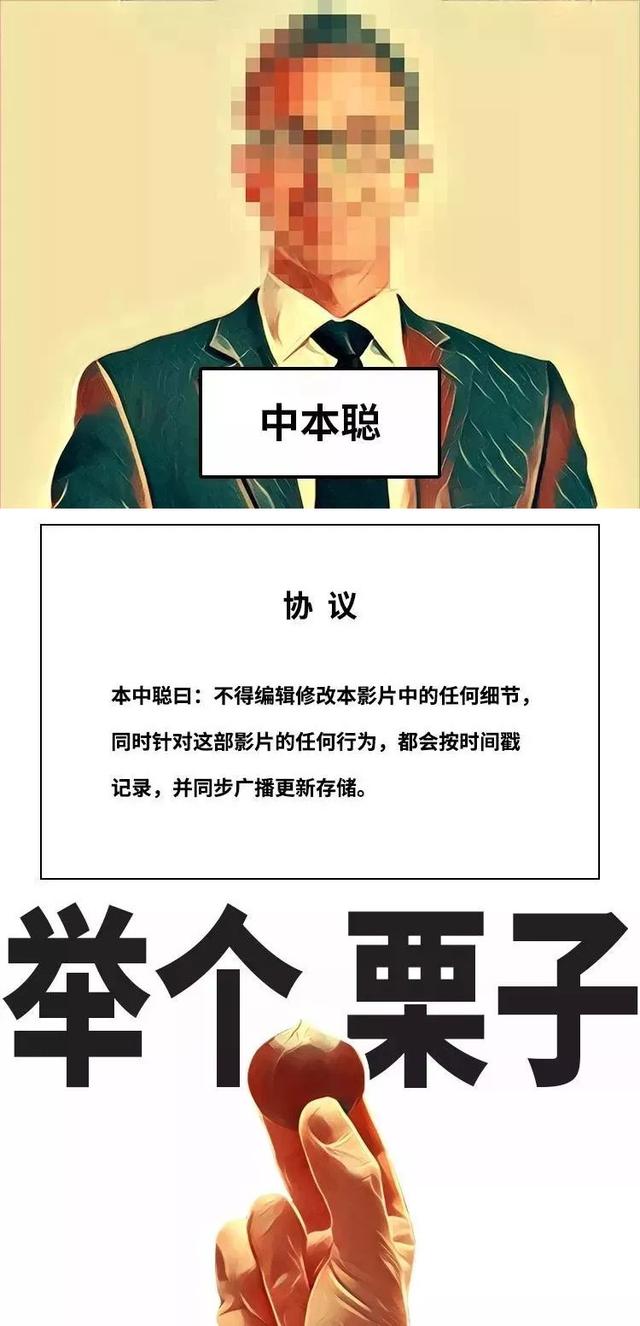 中本聪
协 议
本中聪曰：不得编辑修改本影片中的任何细节，
同时针对这部影片的任何行为，都会按时间戳
记录，并同步广播更新存储。
举个栗子